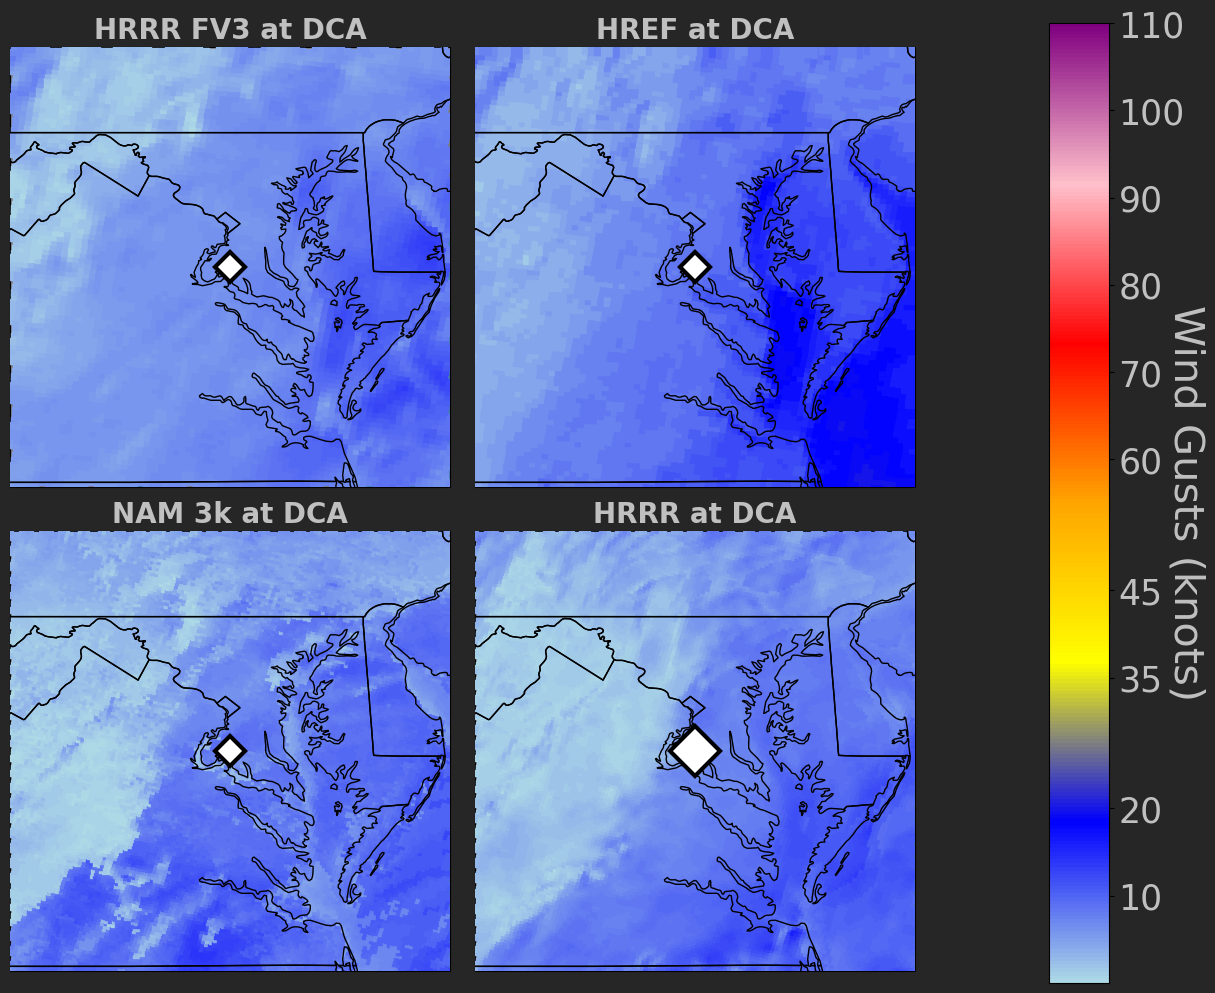 HRRR FV3 at DCA
HREF at DCA
NAM 3k at DCA
HRRR at DCA
110
100
90
80
70
60
45
35
20
10
Wind Gusts (knots)